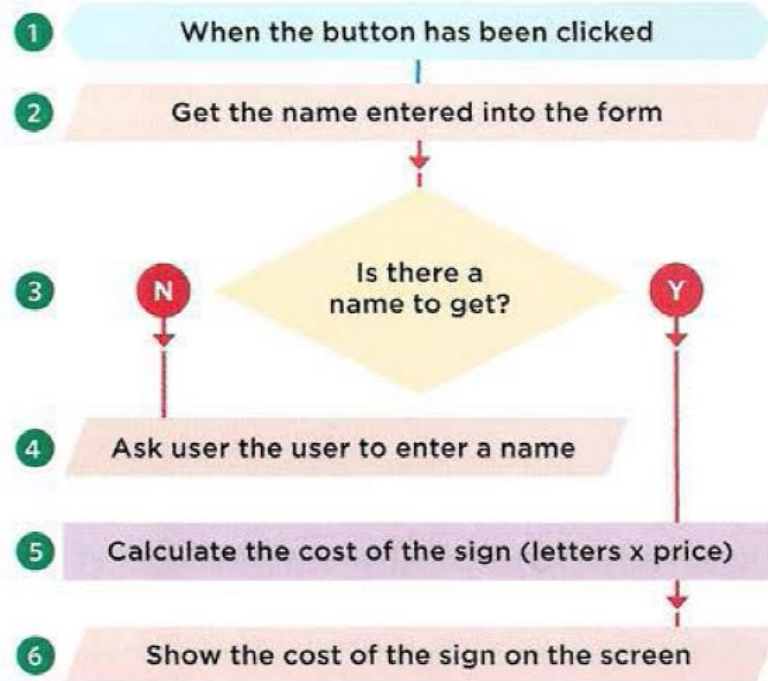 1 When the button has been clicked
2 Get the name entered into the form
3 N Is there a Y
name to get?
4 Ask user the user to enter a name
5 Calculate the cost of the sign (letters x price)
6 Show the cost of the sign on the screen